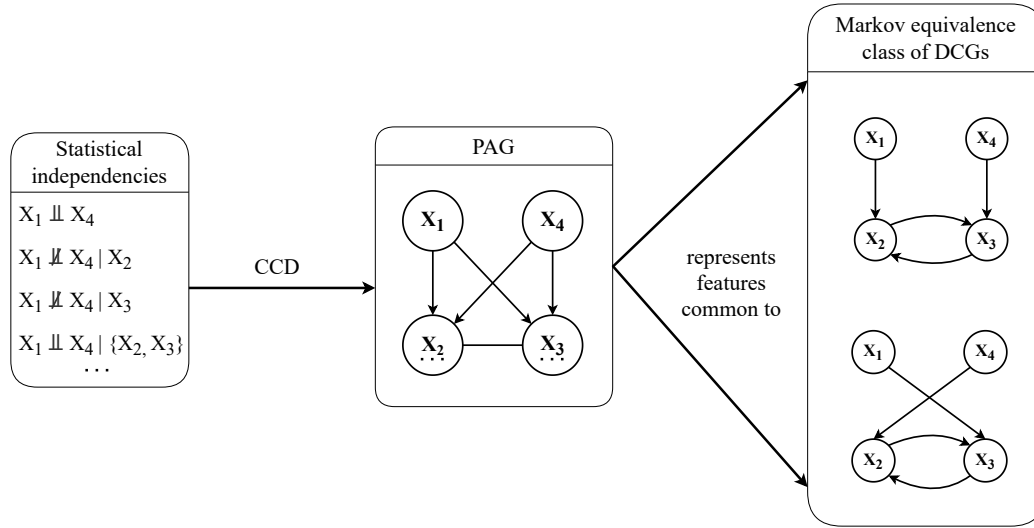 Statistical
independencies
X₁ ⫫ X₄
X₁ ⫫̸ X₄ | X₂
X₁ ⫫̸ X₄ | X₃
X₁ ⫫ X₄ | {X₂, X₃}
...
CCD
PAG
X₁
X₄
X₂
X₃
...
...
represents
features
common to
Markov equivalence
class of DCGs
X₁
X₄
X₂
X₃
X₁
X₄
X₂
X₃